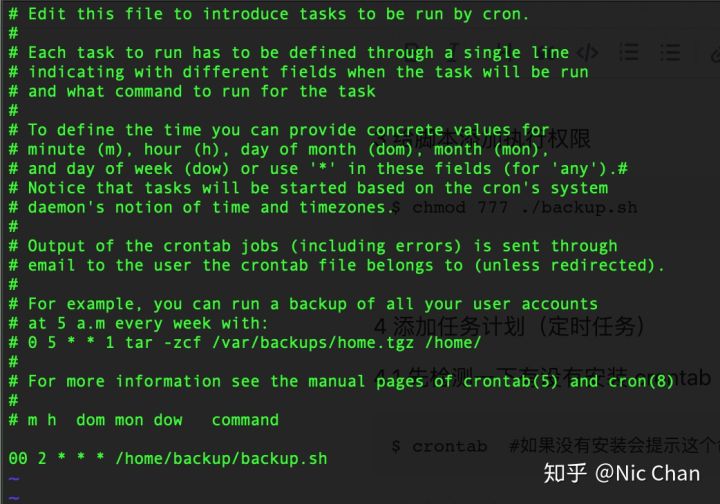 # Edit this file to introduce tasks to be run by cron.
#
# Each task to run has to be defined through a single line
# indicating with different fields when the task will be run
# and what command to run for the task
#
# To define the time you can provide concrete values for
# minute (m), hour (h), day of month (dom), month (mon),
# and day of week (dow) or use '*' in these fields (for 'any').#
# Notice that tasks will be started based on the cron's system
# daemon's notion of time and timezones.
#
# Output of the crontab jobs (including errors) is sent through
# email to the user the crontab file belongs to (unless redirected).
#
# For example, you can run a backup of all your user accounts
# at 5 a.m every week with:
# 0 5 * * 1 tar -zcf /var/backups/home.tgz /home/
#
# For more information see the manual pages of crontab(5) and cron(8)
#
# m h  dom mon dow   command
00 2 * * * /home/backup/backup.sh
~
~
给脚本添加执行权限
$ chmod 777 ./backup.sh
4 添加任务计划（定时任务）
4.1 先检测一下有没有安装 crontab
$ crontab  #如果没有安装会提示这个
知乎 @Nic Chan